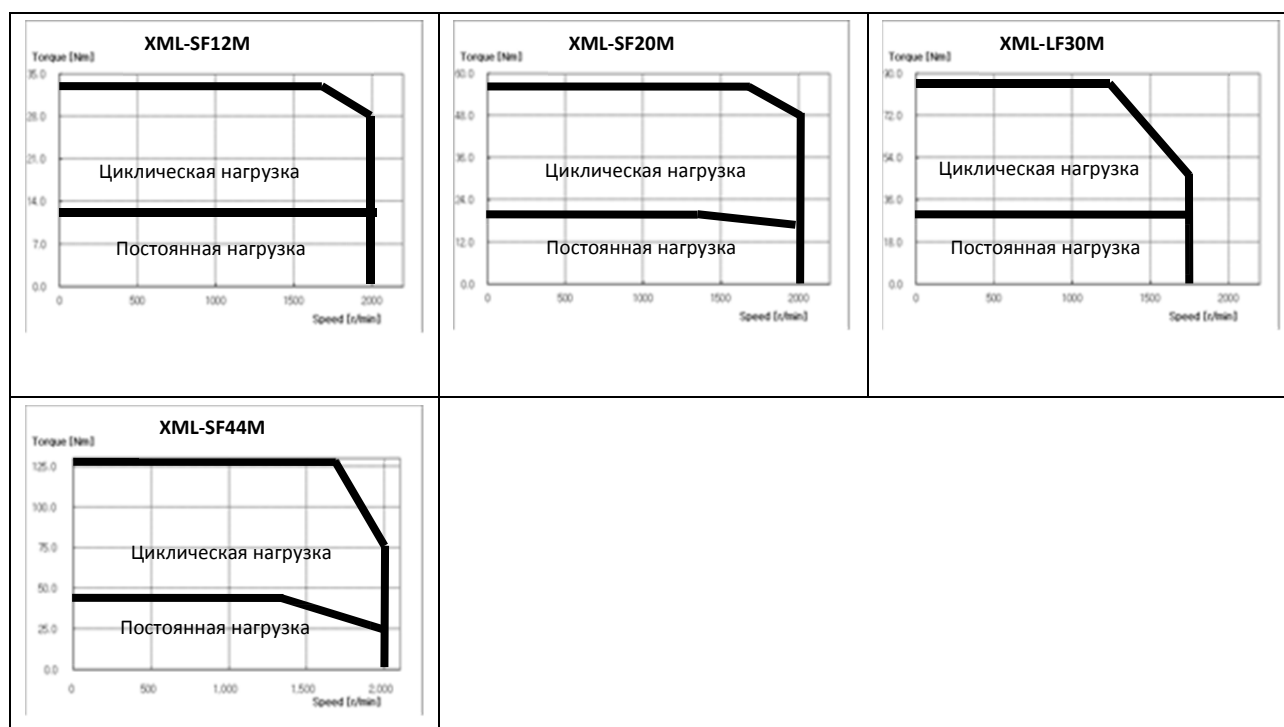 XML-SF12M
Torque [Nm]
35.0
28.0
21.0
14.0
7.0
0.0
Циклическая нагрузка
Постоянная нагрузка
0 500 1000 1500 2000
Speed [r/min]
XML-SF20M
Torque [Nm]
60.0
48.0
36.0
24.0
12.0
0.0
Циклическая нагрузка
Постоянная нагрузка
0 500 1000 1500 2000
Speed [r/min]
XML-LF30M
Torque [Nm]
90.0
72.0
54.0
36.0
18.0
0.0
Циклическая нагрузка
Постоянная нагрузка
0 500 1000 1500 2000
Speed [r/min]
XML-SF44M
Torque [Nm]
125.0
100.0
75.0
50.0
25.0
0.0
Циклическая нагрузка
Постоянная нагрузка
0 500 1,000 1,500 2,000
Speed [r/min]